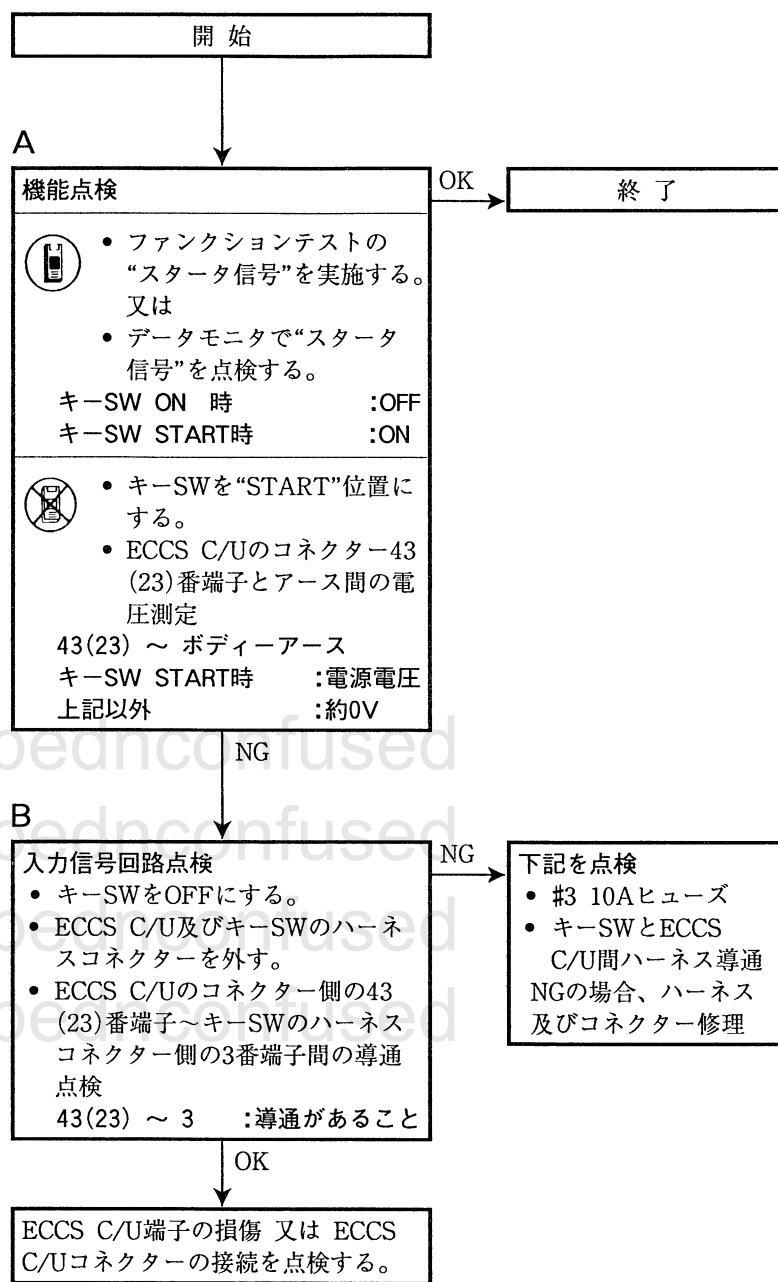 開 始
A
機能点検
OK
終 了
• ファンクションテストの
“スタータ信号”を実施する。
又は
• データモニタで“スタータ
信号”を点検する。
キーSW ON 時 :OFF
キーSW START時 :ON
• キーSWを“START”位置に
する。
• ECCS C/Uのコネクター43
(23)番端子とアース間の電
圧測定
43(23) ～ ボディーアース
キーSW START時 :電源電圧
上記以外 :約0V
NG
B
入力信号回路点検
• キーSWをOFFにする。
• ECCS C/U及びキーSWのハーネ
スコネクターを外す。
• ECCS C/Uのコネクター側の43
(23)番端子～キーSWのハーネス
コネクター側の3番端子間の導通
点検
43(23) ～ 3 :導通があること
NG
下記を点検
• #3 10Aヒューズ
• キーSWとECCS
C/U間ハーネス導通
NGの場合、ハーネス
及びコネクター修理
OK
ECCS C/U端子の損傷 又は ECCS
C/Uコネクターの接続を点検する。
pednconfused
pednconfused
pednconfused
pednconfused